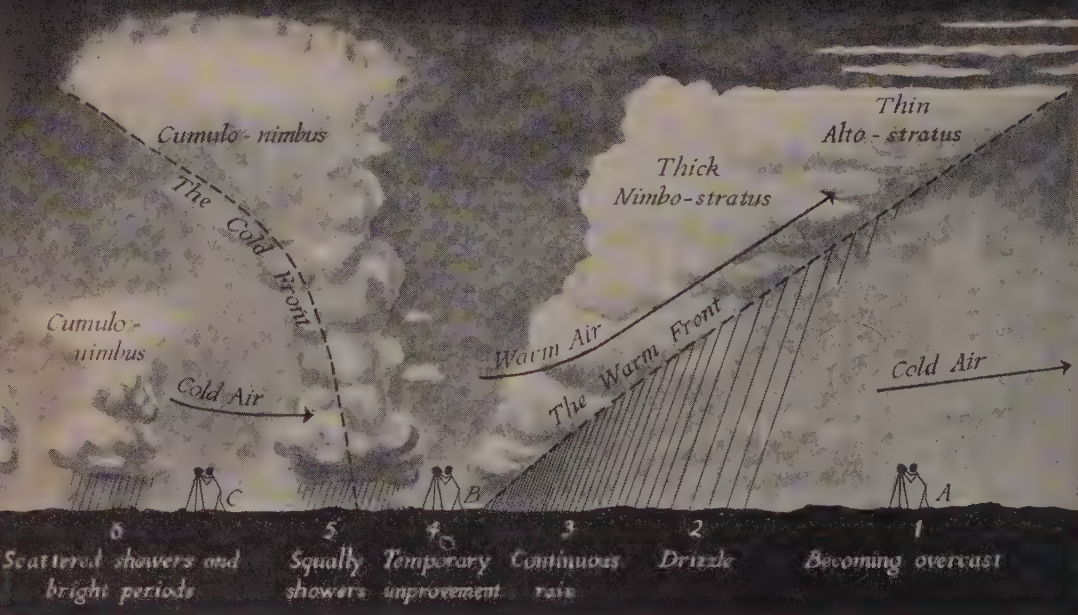 Cumulo-nimbus
The Cold Front
Cumulo-
nimbus
Cold Air
Thin
Alto-stratus
Thick
Nimbo-stratus
Warm Air
The Warm Front
Cold Air
C
B
A
6
Scattered showers and
bright periods
5
Squally
showers
4
Temporary
unprovement
3
Continuous
rain
2
Drizzle
1
Becoming overcast